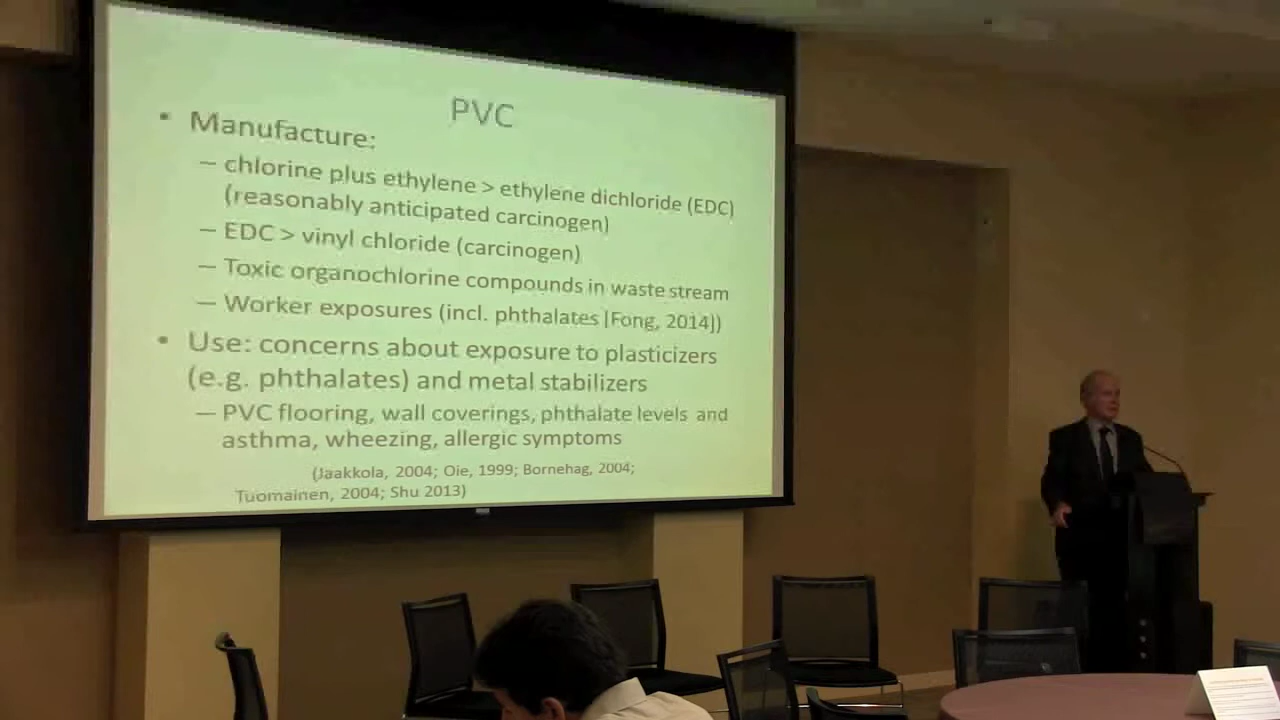 PVC
• Manufacture:
– chlorine plus ethylene > ethylene dichloride (EDC)
(reasonably anticipated carcinogen)
– EDC > vinyl chloride (carcinogen)
– Toxic organochlorine compounds in waste stream
– Worker exposures (incl. phthalates [Fong, 2014])
• Use: concerns about exposure to plasticizers
(e.g. phthalates) and metal stabilizers
– PVC flooring, wall coverings, phthalate levels and
asthma, wheezing, allergic symptoms
(Jaakkola, 2004; Oie, 1999; Bornehag, 2004;
Tuomainen, 2004; Shu 2013)